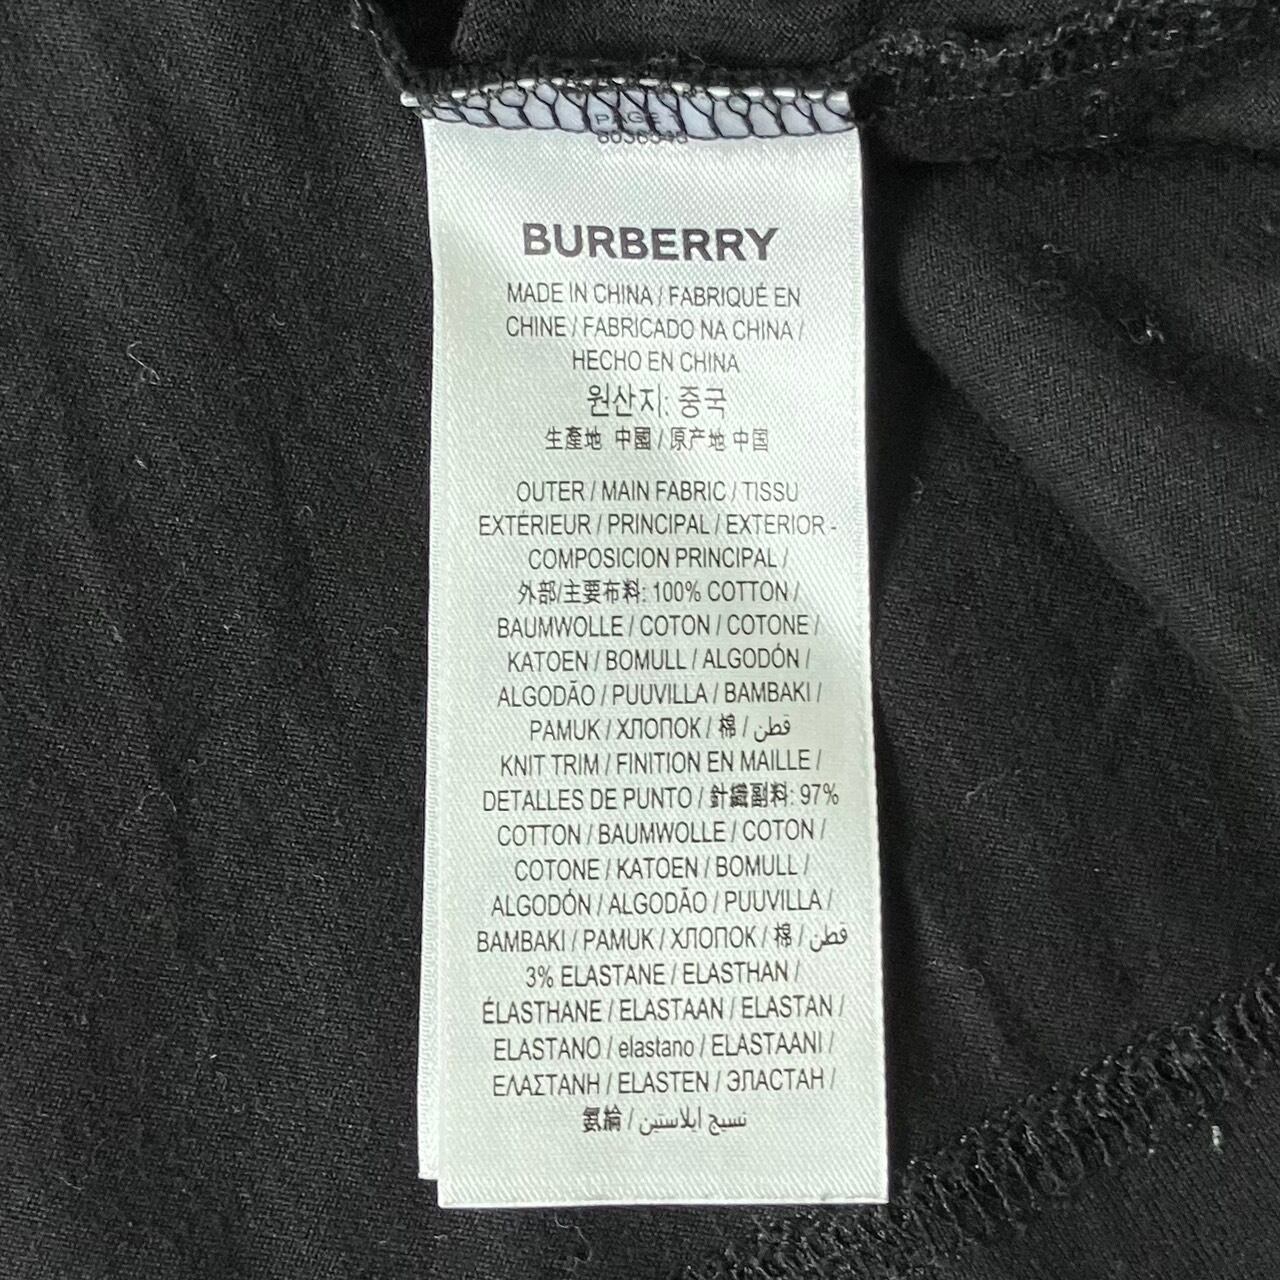 PAGE
BURBERRY
MADE IN CHINA / FABRIQUÉ EN
CHINE / FABRICADO NA CHINA /
HECHO EN CHINA
원산지: 중국
生產地 中國 / 原产地 中国
OUTER / MAIN FABRIC / TISSU
EXTÉRIEUR / PRINCIPAL / EXTERIOR -
COMPOSICION PRINCIPAL /
外部/主要布料: 100% COTTON /
BAUMWOLLE / COTON / COTONE /
KATOEN / BOMULL / ALGODÓN /
ALGODÃO / PUUVILLA / BAMBAKI /
PAMUK / ХЛОПОК / 棉 / قطن
KNIT TRIM / FINITION EN MAILLE /
DETALLES DE PUNTO / 針織副料: 97%
COTTON / BAUMWOLLE / COTON /
COTONE / KATOEN / BOMULL /
ALGODÓN / ALGODÃO / PUUVILLA /
BAMBAKI / PAMUK / ХЛОПОК / 棉 / قطن
3% ELASTANE / ELASTHAN /
ÉLASTHANE / ELASTAAN / ELASTAN /
ELASTANO / elastano / ELASTAANI /
ΕΛΑΣΤΑΝΗ / ELASTEN / ЭЛАСТАН /
氨綸 / نسيج ايلاستين